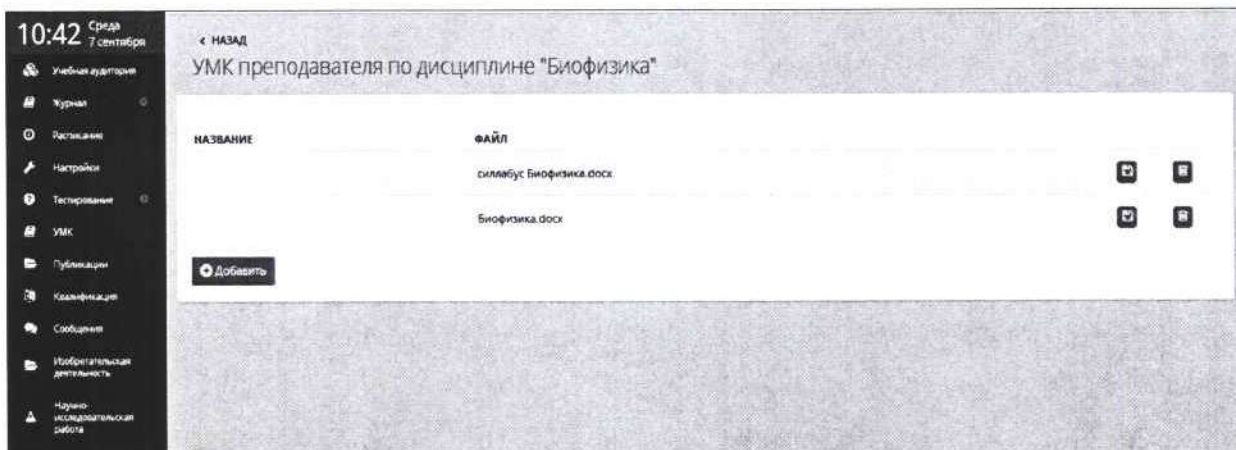 10:42 Среда
7 сентября
Учебная аудитория
Журнал
Расписание
Настройки
Тестирование
УМК
Публикации
Квалификация
Сообщения
Изобретательская
деятельность
Научно-
исследовательская
работа
< НАЗАД
УМК преподавателя по дисциплине "Биофизика"
НАЗВАНИЕ ФАЙЛ
силлабус Биофизика.docx
Биофизика.docx
Добавить